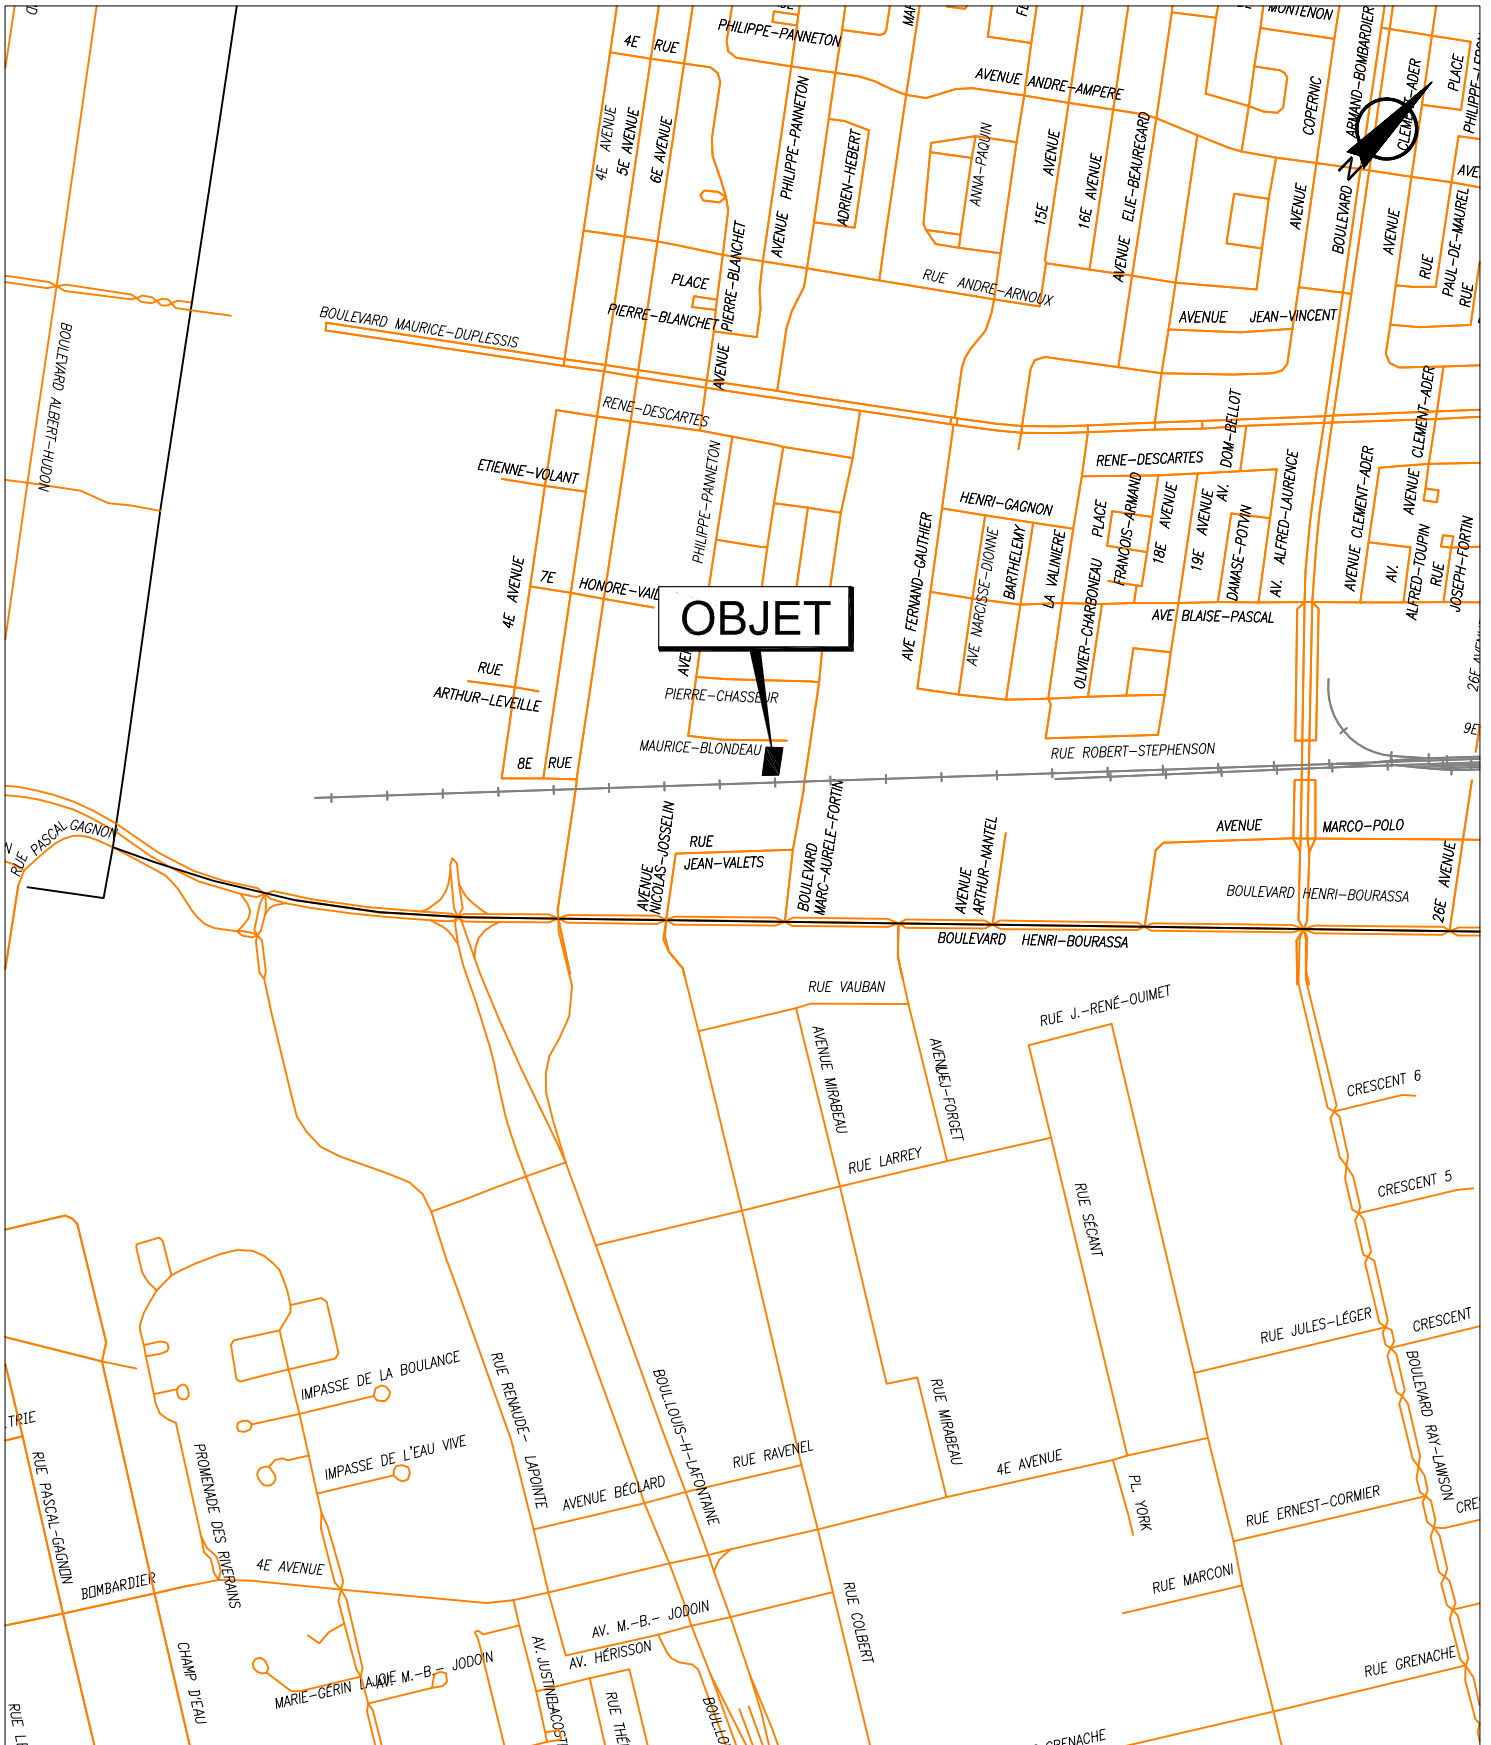 MONTENON
PHILIPPE-PANNETON
4E RUE
AVENUE ANDRE-AMPERE
ARMAND-BOMBARDIER
CLEMENT-ADER
PLACE
COPERNIC
4E AVENUE
5E AVENUE
6E AVENUE
AVENUE PHILIPPE-PANNETON
ADRIEN-HEBERT
ANNA-PAQUIN
15E AVENUE
16E AVENUE
AVENUE ELIE-BEAUREGARD
AVENUE
BOULEVARD
AVENUE
RUE
PAUL-DE-MAUREL
RUE
N
AVENUE PIERRE-BLANCHET
PLACE
PIERRE-BLANCHET
RUE ANDRE-ARNOUX
AVENUE JEAN-VINCENT
BOULEVARD MAURICE-DUPLESSIS
BOULEVARD ALBERT-HUDON
RENE-DESCARTES
ETIENNE-VOLANT
PHILIPPE-PANNETON
RENE-DESCARTES
AV. DOM-BELLOT
AVENUE CLEMENT-ADER
HENRI-GAGNON
PLACE
FRANCOIS-ARMAND
18E AVENUE
19E AVENUE
DAMASE-POTVIN
AV. ALFRED-LAURENCE
AVENUE CLEMENT-ADER
AV.
ALFRED-TOUPIN
RUE
JOSEPH-FORTIN
4E AVENUE
7E
HONORE-VAIL
AVE FERNAND-GAUTHIER
AVE NARCISSE-DIONNE
BARTHELEMY
LA VALINIERE
OLIVIER-CHARBONEAU
AVE BLAISE-PASCAL
OBJET
RUE
ARTHUR-LEVEILLE
PIERRE-CHASSEUR
MAURICE-BLONDEAU
8E RUE
RUE ROBERT-STEPHENSON
9E
RUE PASCAL GAGNON
AVENUE
NICOLAS-JOSSELIN
RUE
JEAN-VALETS
BOULEVARD
MARC-AURELE-FORTIN
AVENUE
ARTHUR-NANTEL
AVENUE MARCO-POLO
BOULEVARD HENRI-BOURASSA
26E AVENUE
BOULEVARD HENRI-BOURASSA
RUE VAUBAN
RUE J.-RENÉ-OUIMET
AVENUE MIRABEAU
CRESCENT 6
RUE LARREY
CRESCENT 5
RUE SÉCANT
RUE JULES-LÉGER
CRESCENT
IMPASSE DE LA BOULANCE
RUE RENAUDE- LAPOINTE
BOUL.LOUIS-H-LAFONTAINE
RUE MIRABEAU
BOULEVARD RAY-LAWSON
RUE PASCAL-GAGNON
PROMENADE DES RIVERAINS
IMPASSE DE L'EAU VIVE
AVENUE BÉCLARD
RUE RAVENEL
4E AVENUE
PL. YORK
RUE ERNEST-CORMIER
BOMBARDIER
4E AVENUE
RUE MARCONI
RUE COLBERT
AV. M.-B.- JODOIN
AV. HÉRISSON
CHAMP D'EAU
MARIE-GÉRIN LAJOIE
AV. M.-B.- JODOIN
RUE GRENACHE